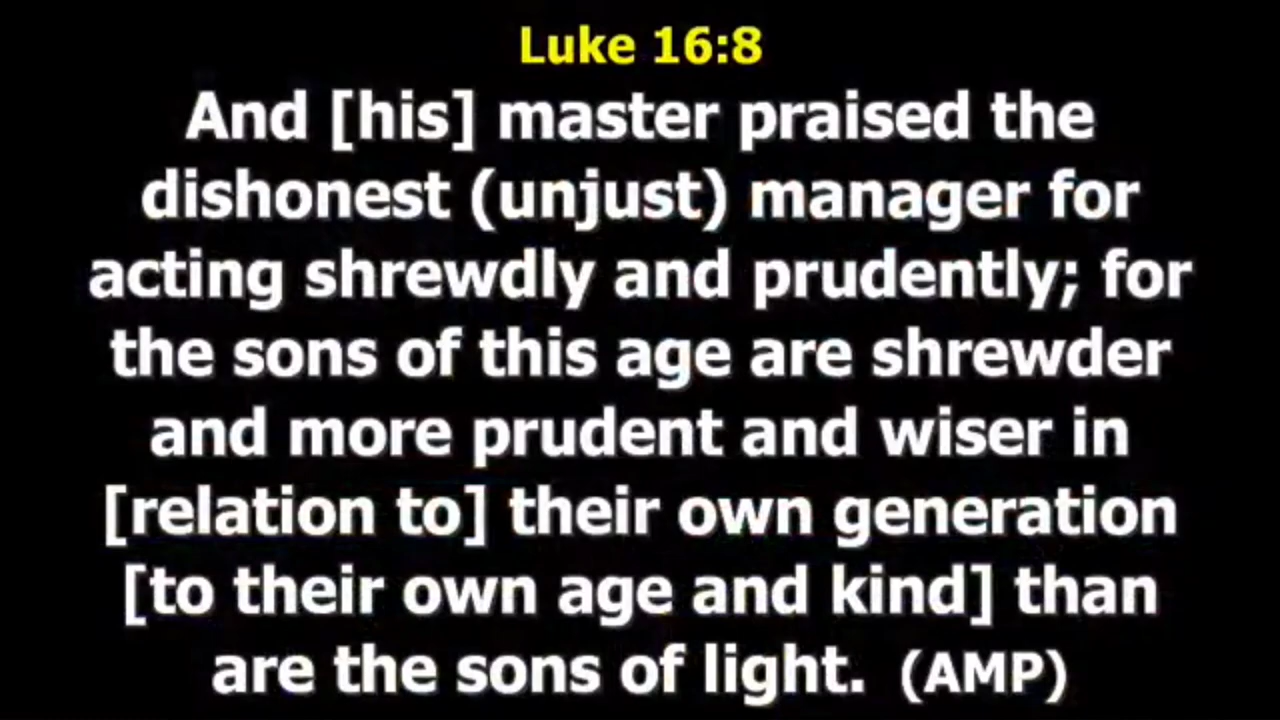 Luke 16:8
And [his] master praised the
dishonest (unjust) manager for
acting shrewdly and prudently; for
the sons of this age are shrewder
and more prudent and wiser in
[relation to] their own generation
[to their own age and kind] than
are the sons of light.  (AMP)